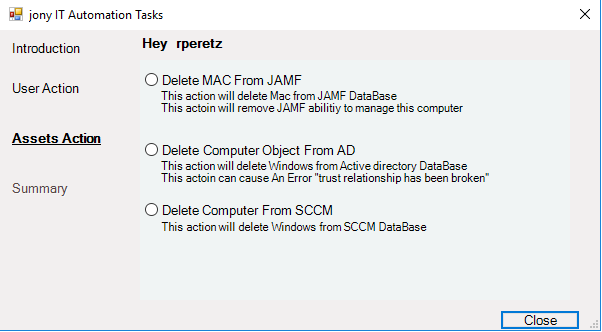 jony IT Automation Tasks
Introduction
User Action
Assets Action
Summary
Hey rperetz
Delete MAC From JAMF
This action will delete Mac from JAMF DataBase
This actoin will remove JAMF abilitiy to manage this computer
Delete Computer Object From AD
This action will delete Windows from Active directory DataBase
This actoin can cause An Error "trust relationship has been broken"
Delete Computer From SCCM
This action will delete Windows from SCCM DataBase
Close